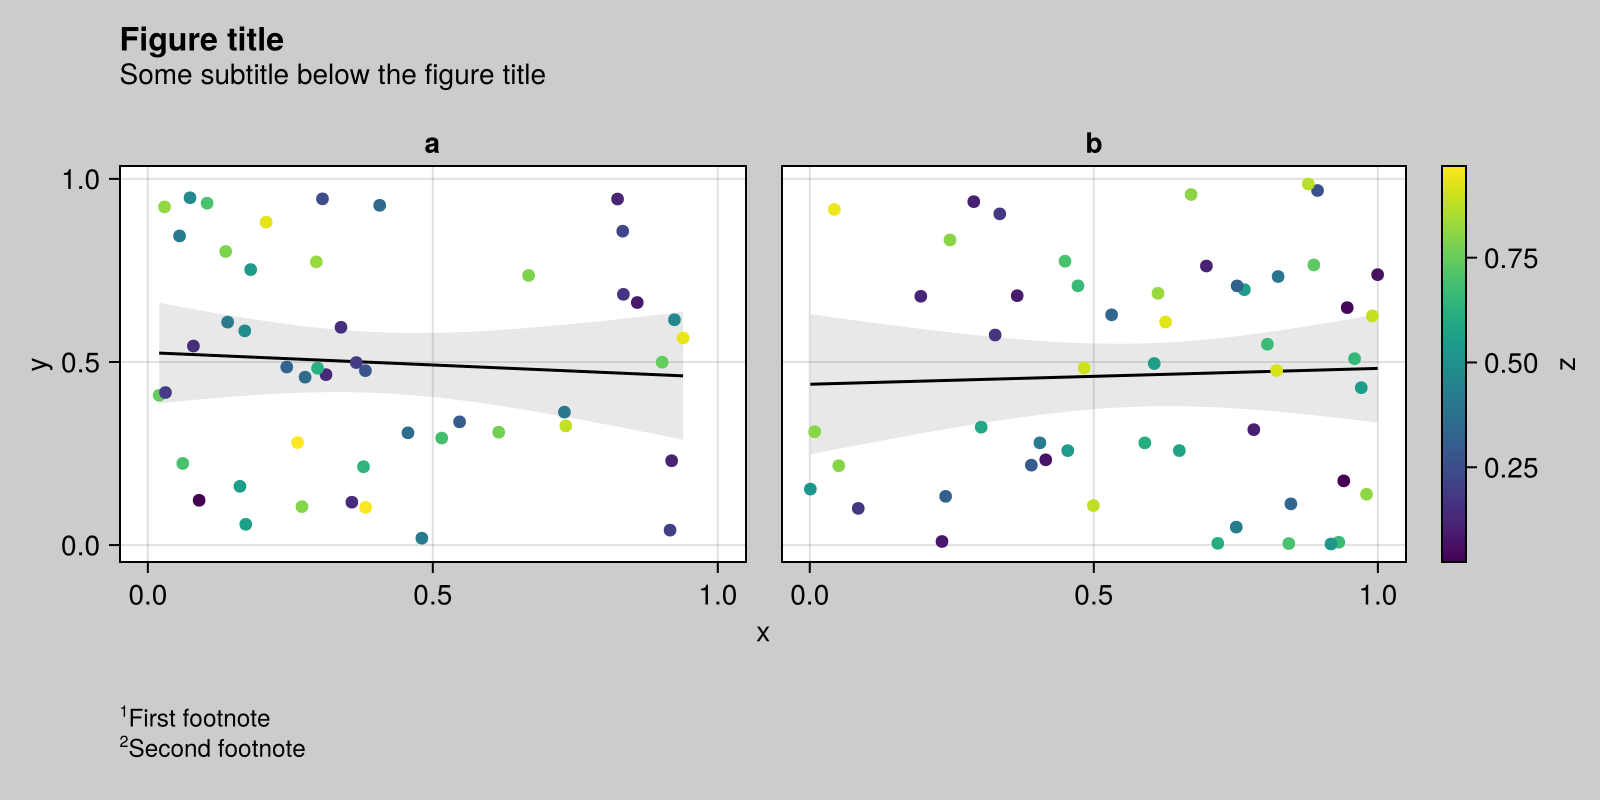 Figure title
Some subtitle below the figure title
a
b
1.0
0.5
0.0
y
0.0
0.5
1.0
0.0
0.5
1.0
x
0.75
0.50
0.25
z
¹First footnote
²Second footnote